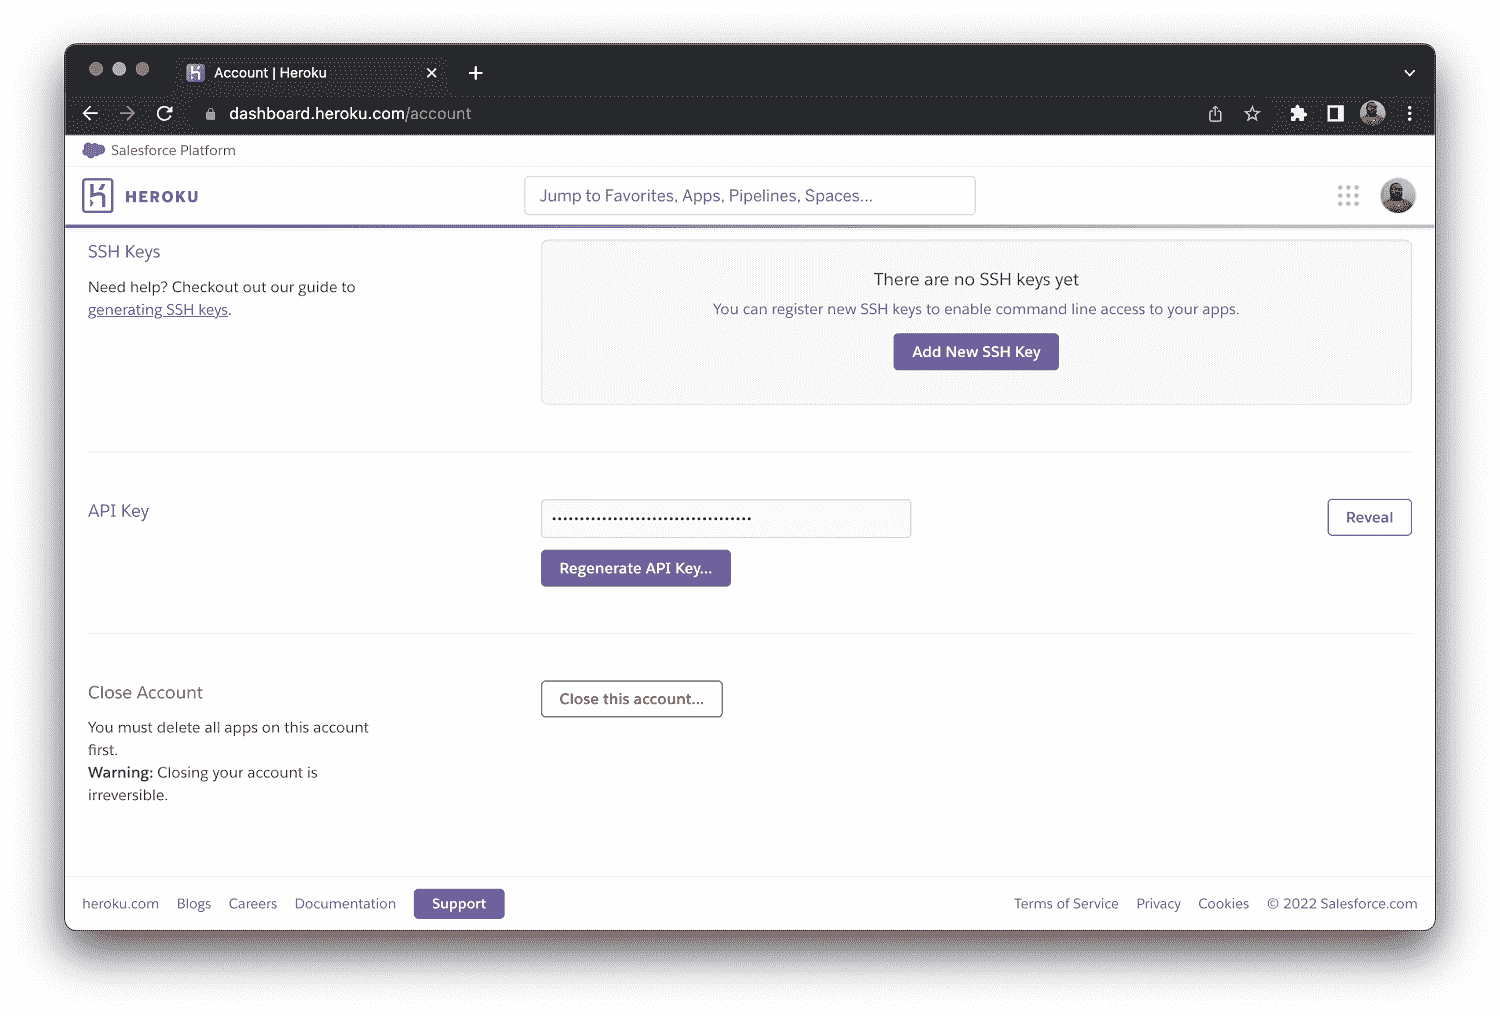 Account | Heroku
dashboard.heroku.com/account
Salesforce Platform
HEROKU
Jump to Favorites, Apps, Pipelines, Spaces...
SSH Keys
Need help? Checkout out our guide to
generating SSH keys.
There are no SSH keys yet
You can register new SSH keys to enable command line access to your apps.
Add New SSH Key
API Key
••••••••••••••••••••••••••••••••••••
Reveal
Regenerate API Key...
Close Account
You must delete all apps on this account
first.
Warning: Closing your account is
irreversible.
Close this account...
heroku.com Blogs Careers Documentation Support Terms of Service Privacy Cookies © 2022 Salesforce.com